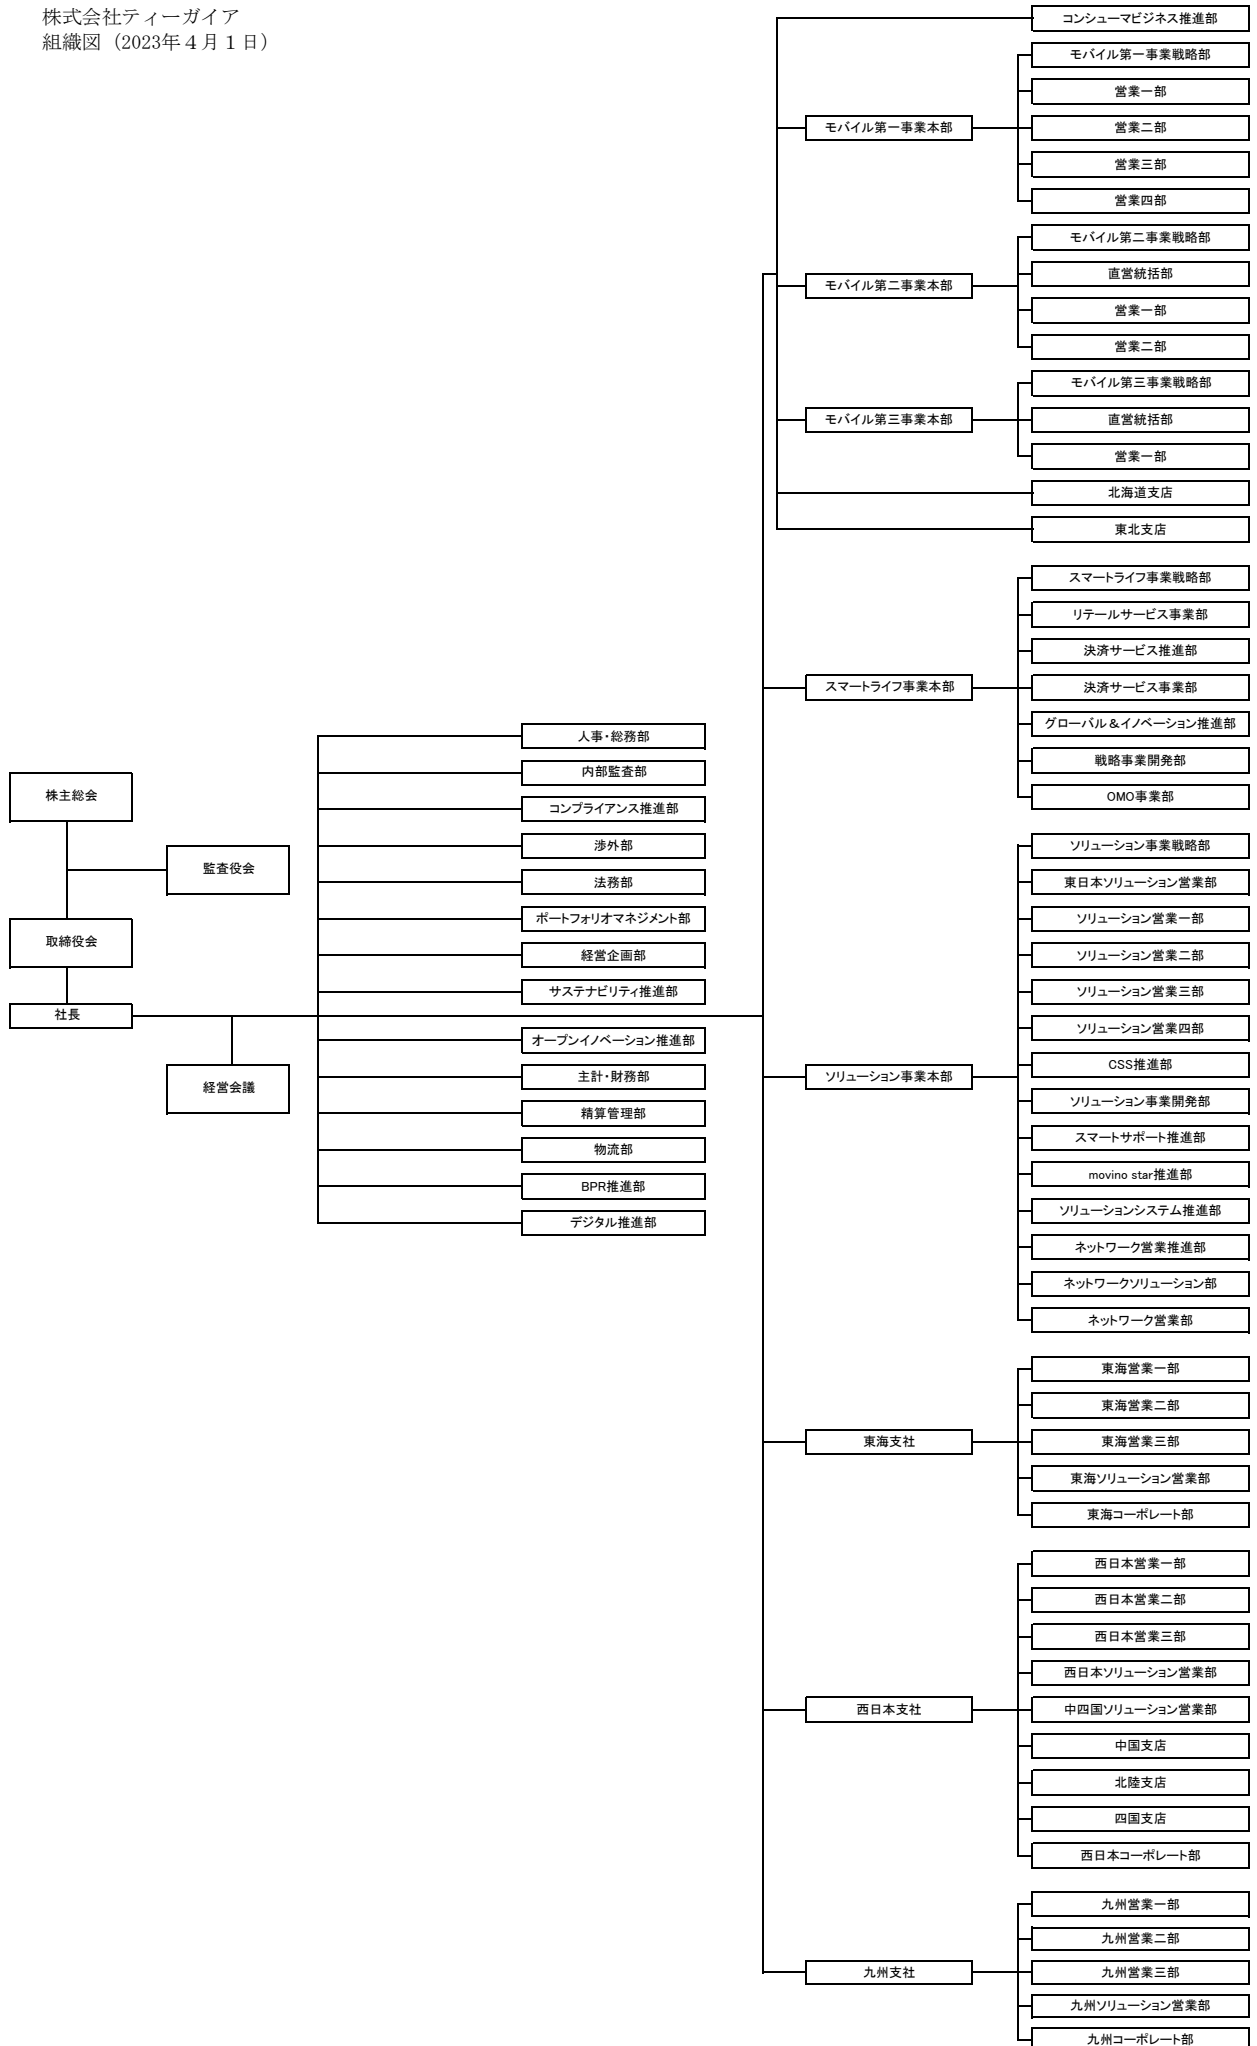 株式会社ティーガイア
組織図（2023年４月１日）
株主総会
監査役会
取締役会
社長
経営会議
人事・総務部
内部監査部
コンプライアンス推進部
渉外部
法務部
ポートフォリオマネジメント部
経営企画部
サステナビリティ推進部
オープンイノベーション推進部
主計・財務部
精算管理部
物流部
BPR推進部
デジタル推進部
コンシューマビジネス推進部
モバイル第一事業本部
モバイル第一事業戦略部
営業一部
営業二部
営業三部
営業四部
モバイル第二事業本部
モバイル第二事業戦略部
直営統括部
営業一部
営業二部
モバイル第三事業本部
モバイル第三事業戦略部
直営統括部
営業一部
北海道支店
東北支店
スマートライフ事業本部
スマートライフ事業戦略部
リテールサービス事業部
決済サービス推進部
決済サービス事業部
グローバル＆イノベーション推進部
戦略事業開発部
OMO事業部
ソリューション事業本部
ソリューション事業戦略部
東日本ソリューション営業部
ソリューション営業一部
ソリューション営業二部
ソリューション営業三部
ソリューション営業四部
CSS推進部
ソリューション事業開発部
スマートサポート推進部
movino star推進部
ソリューションシステム推進部
ネットワーク営業推進部
ネットワークソリューション部
ネットワーク営業部
東海支社
東海営業一部
東海営業二部
東海営業三部
東海ソリューション営業部
東海コーポレート部
西日本支社
西日本営業一部
西日本営業二部
西日本営業三部
西日本ソリューション営業部
中四国ソリューション営業部
中国支店
北陸支店
四国支店
西日本コーポレート部
九州支社
九州営業一部
九州営業二部
九州営業三部
九州ソリューション営業部
九州コーポレート部